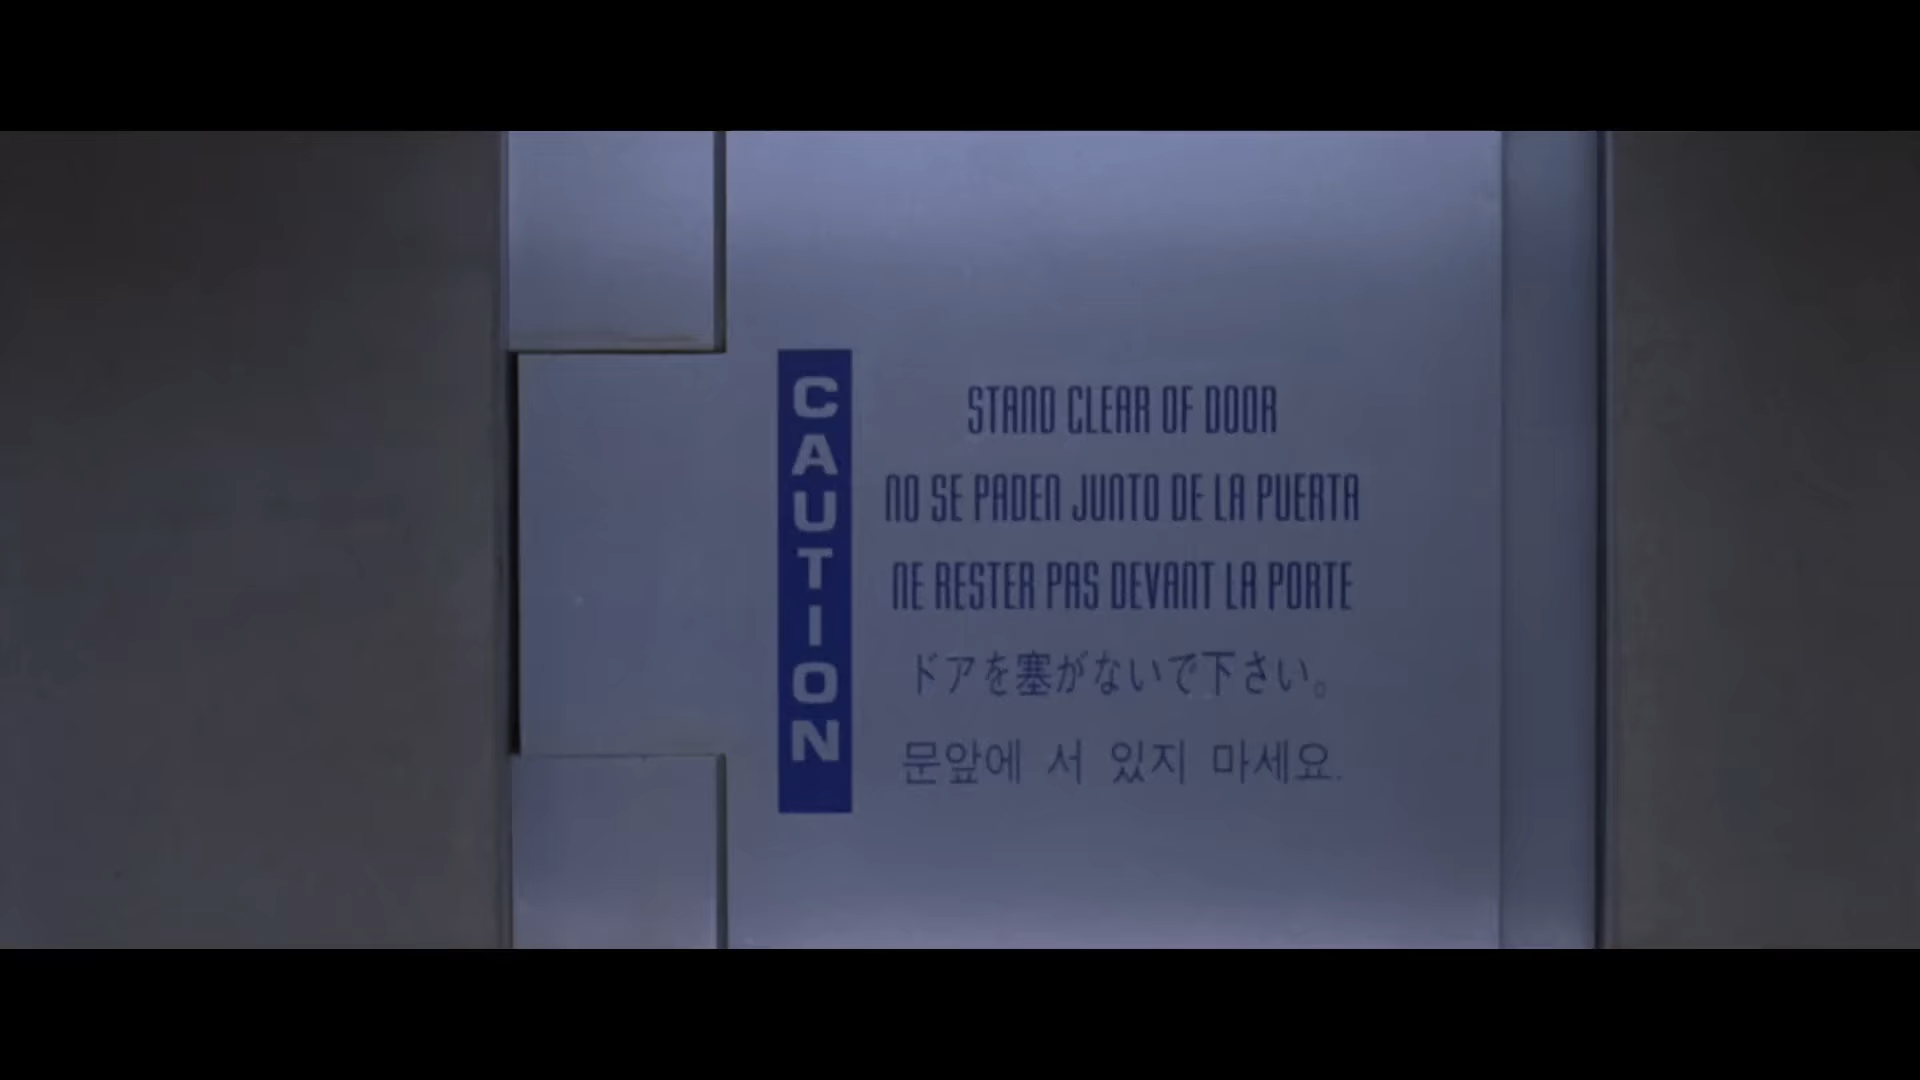 CAUTION
STAND CLEAR OF DOOR
NO SE PADEN JUNTO DE LA PUERTA
NE RESTER PAS DEVANT LA PORTE
ドアを塞がないで下さい。
문앞에 서 있지 마세요.